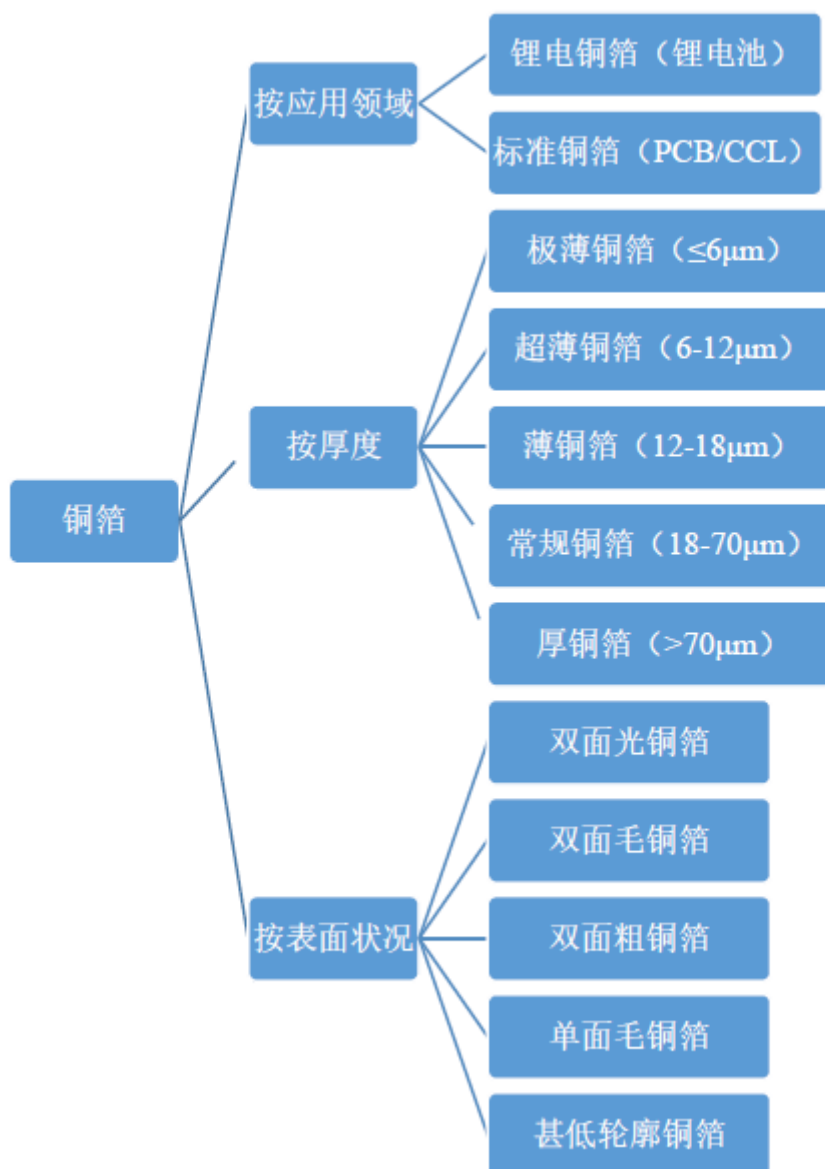 铜箔
按应用领域
锂电铜箔（锂电池）
标准铜箔（PCB/CCL）
按厚度
极薄铜箔（≤6μm）
超薄铜箔（6-12μm）
薄铜箔（12-18μm）
常规铜箔（18-70μm）
厚铜箔（>70μm）
按表面状况
双面光铜箔
双面毛铜箔
双面粗铜箔
单面毛铜箔
甚低轮廓铜箔